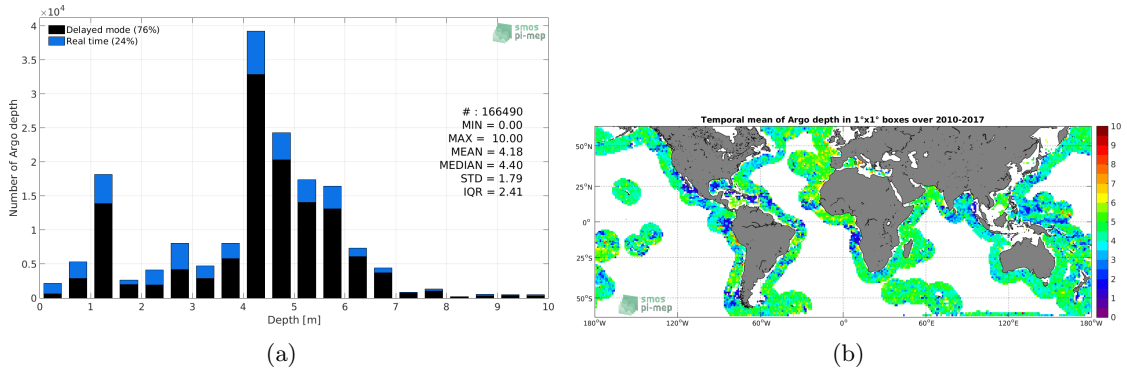 ×10⁴
Delayed mode (76%)
Real time (24%)
smos
pi-mep
4
3.5
3
2.5
2
1.5
1
0.5
0
Number of Argo depth
# : 166490
MIN = 0.00
MAX = 10.00
MEAN = 4.18
MEDIAN = 4.40
STD = 1.79
IQR = 2.41
0 1 2 3 4 5 6 7 8 9 10
Depth [m]
(a)
Temporal mean of Argo depth in 1°x1° boxes over 2010-2017
50°N
25°N
0°
25°S
50°S
smos
pi-mep
180°W 120°W 60°W 0° 60°E 120°E 180°W
10
9
8
7
6
5
4
3
2
1
0
(b)